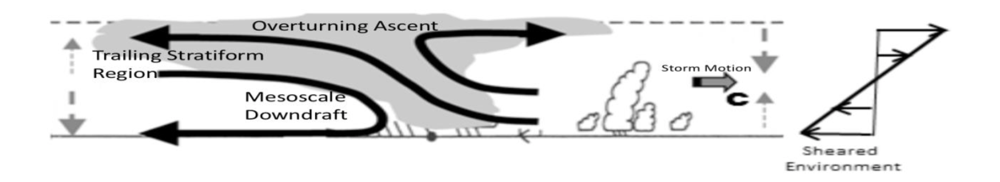 Overturning Ascent
Trailing Stratiform
Region
Mesoscale
Downdraft
Storm Motion
C
Sheared
Environment